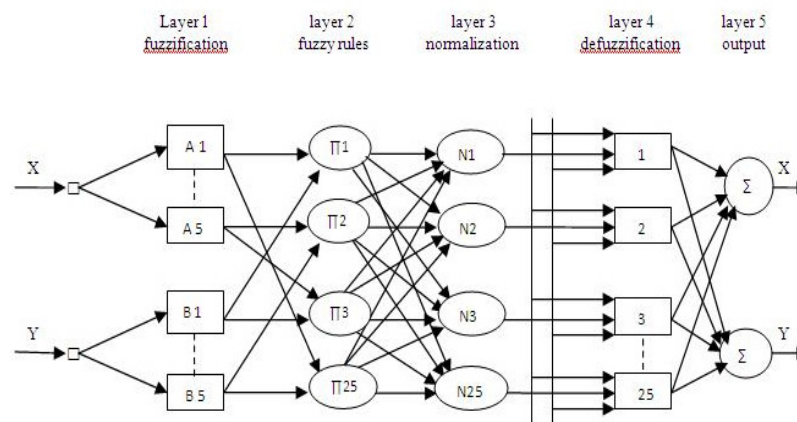 Layer 1 layer 2 layer 3 layer 4 layer 5
fuzzification fuzzy rules normalization defuzzification output
X A 1 ∏1 N1 1 Σ X
A 5 ∏2 N2 2
Y B 1 ∏3 N3 3 Σ Y
B 5 ∏25 N25 25